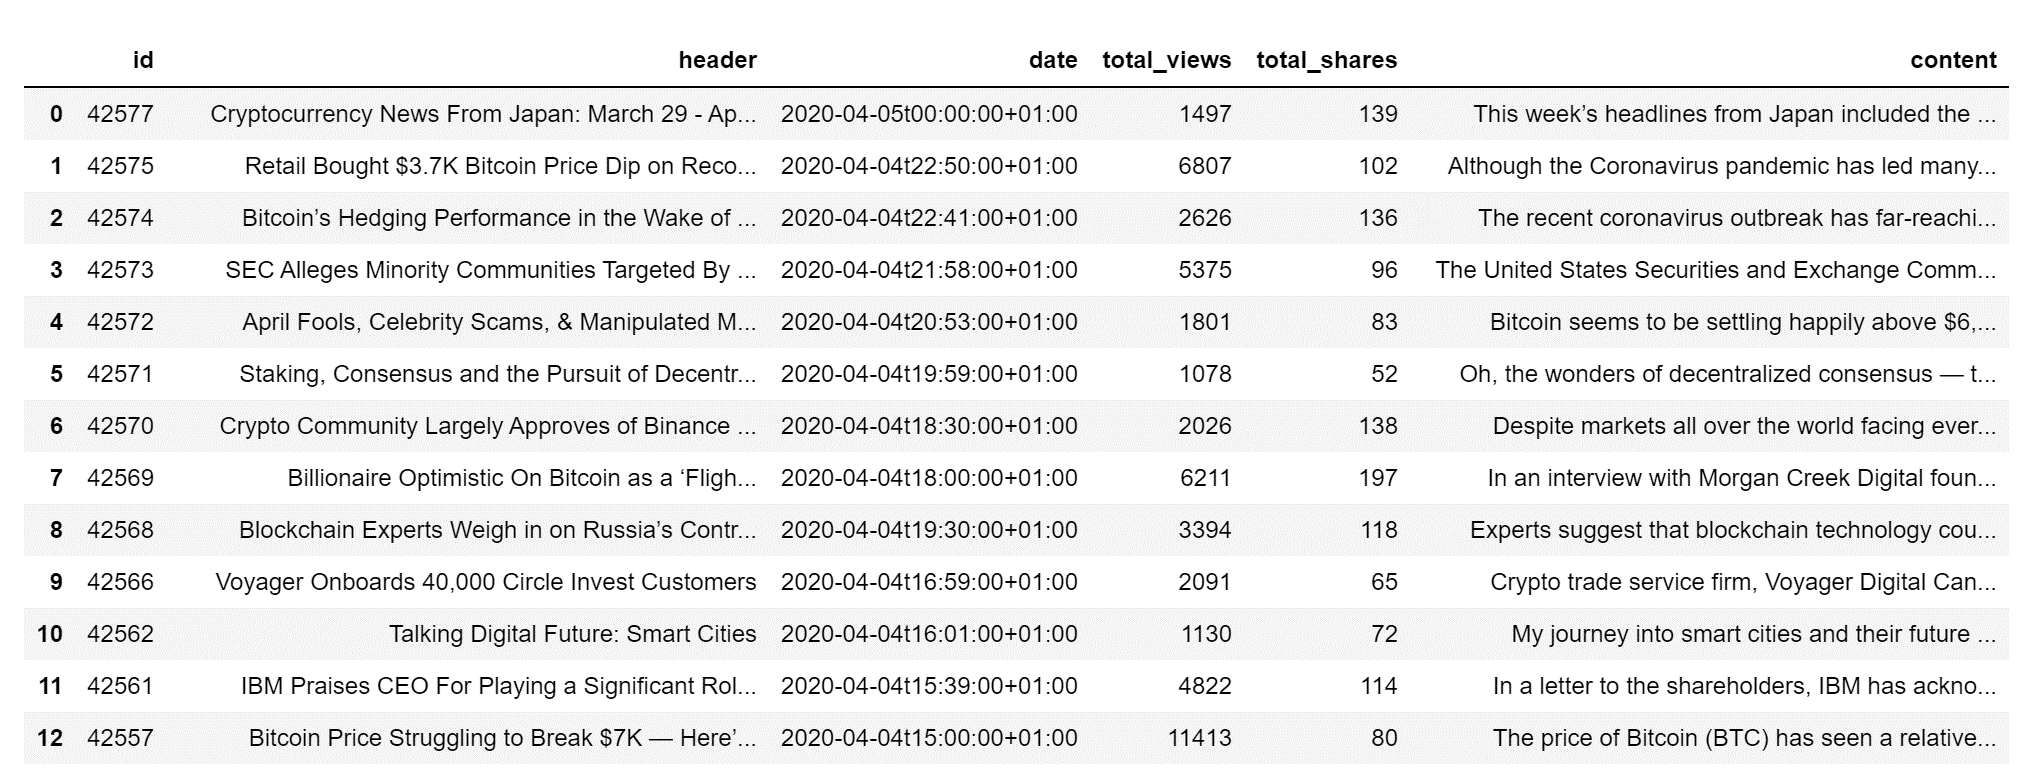 id header date total_views total_shares content
0 42577 Cryptocurrency News From Japan: March 29 - Ap... 2020-04-05t00:00:00+01:00 1497 139 This week’s headlines from Japan included the ...
1 42575 Retail Bought $3.7K Bitcoin Price Dip on Reco... 2020-04-04t22:50:00+01:00 6807 102 Although the Coronavirus pandemic has led many...
2 42574 Bitcoin’s Hedging Performance in the Wake of ... 2020-04-04t22:41:00+01:00 2626 136 The recent coronavirus outbreak has far-reachi...
3 42573 SEC Alleges Minority Communities Targeted By ... 2020-04-04t21:58:00+01:00 5375 96 The United States Securities and Exchange Comm...
4 42572 April Fools, Celebrity Scams, & Manipulated M... 2020-04-04t20:53:00+01:00 1801 83 Bitcoin seems to be settling happily above $6,...
5 42571 Staking, Consensus and the Pursuit of Decentr... 2020-04-04t19:59:00+01:00 1078 52 Oh, the wonders of decentralized consensus — t...
6 42570 Crypto Community Largely Approves of Binance ... 2020-04-04t18:30:00+01:00 2026 138 Despite markets all over the world facing ever...
7 42569 Billionaire Optimistic On Bitcoin as a ‘Fligh... 2020-04-04t18:00:00+01:00 6211 197 In an interview with Morgan Creek Digital foun...
8 42568 Blockchain Experts Weigh in on Russia’s Contr... 2020-04-04t19:30:00+01:00 3394 118 Experts suggest that blockchain technology cou...
9 42566 Voyager Onboards 40,000 Circle Invest Customers 2020-04-04t16:59:00+01:00 2091 65 Crypto trade service firm, Voyager Digital Can...
10 42562 Talking Digital Future: Smart Cities 2020-04-04t16:01:00+01:00 1130 72 My journey into smart cities and their future ...
11 42561 IBM Praises CEO For Playing a Significant Rol... 2020-04-04t15:39:00+01:00 4822 114 In a letter to the shareholders, IBM has ackno...
12 42557 Bitcoin Price Struggling to Break $7K — Here’... 2020-04-04t15:00:00+01:00 11413 80 The price of Bitcoin (BTC) has seen a relative...